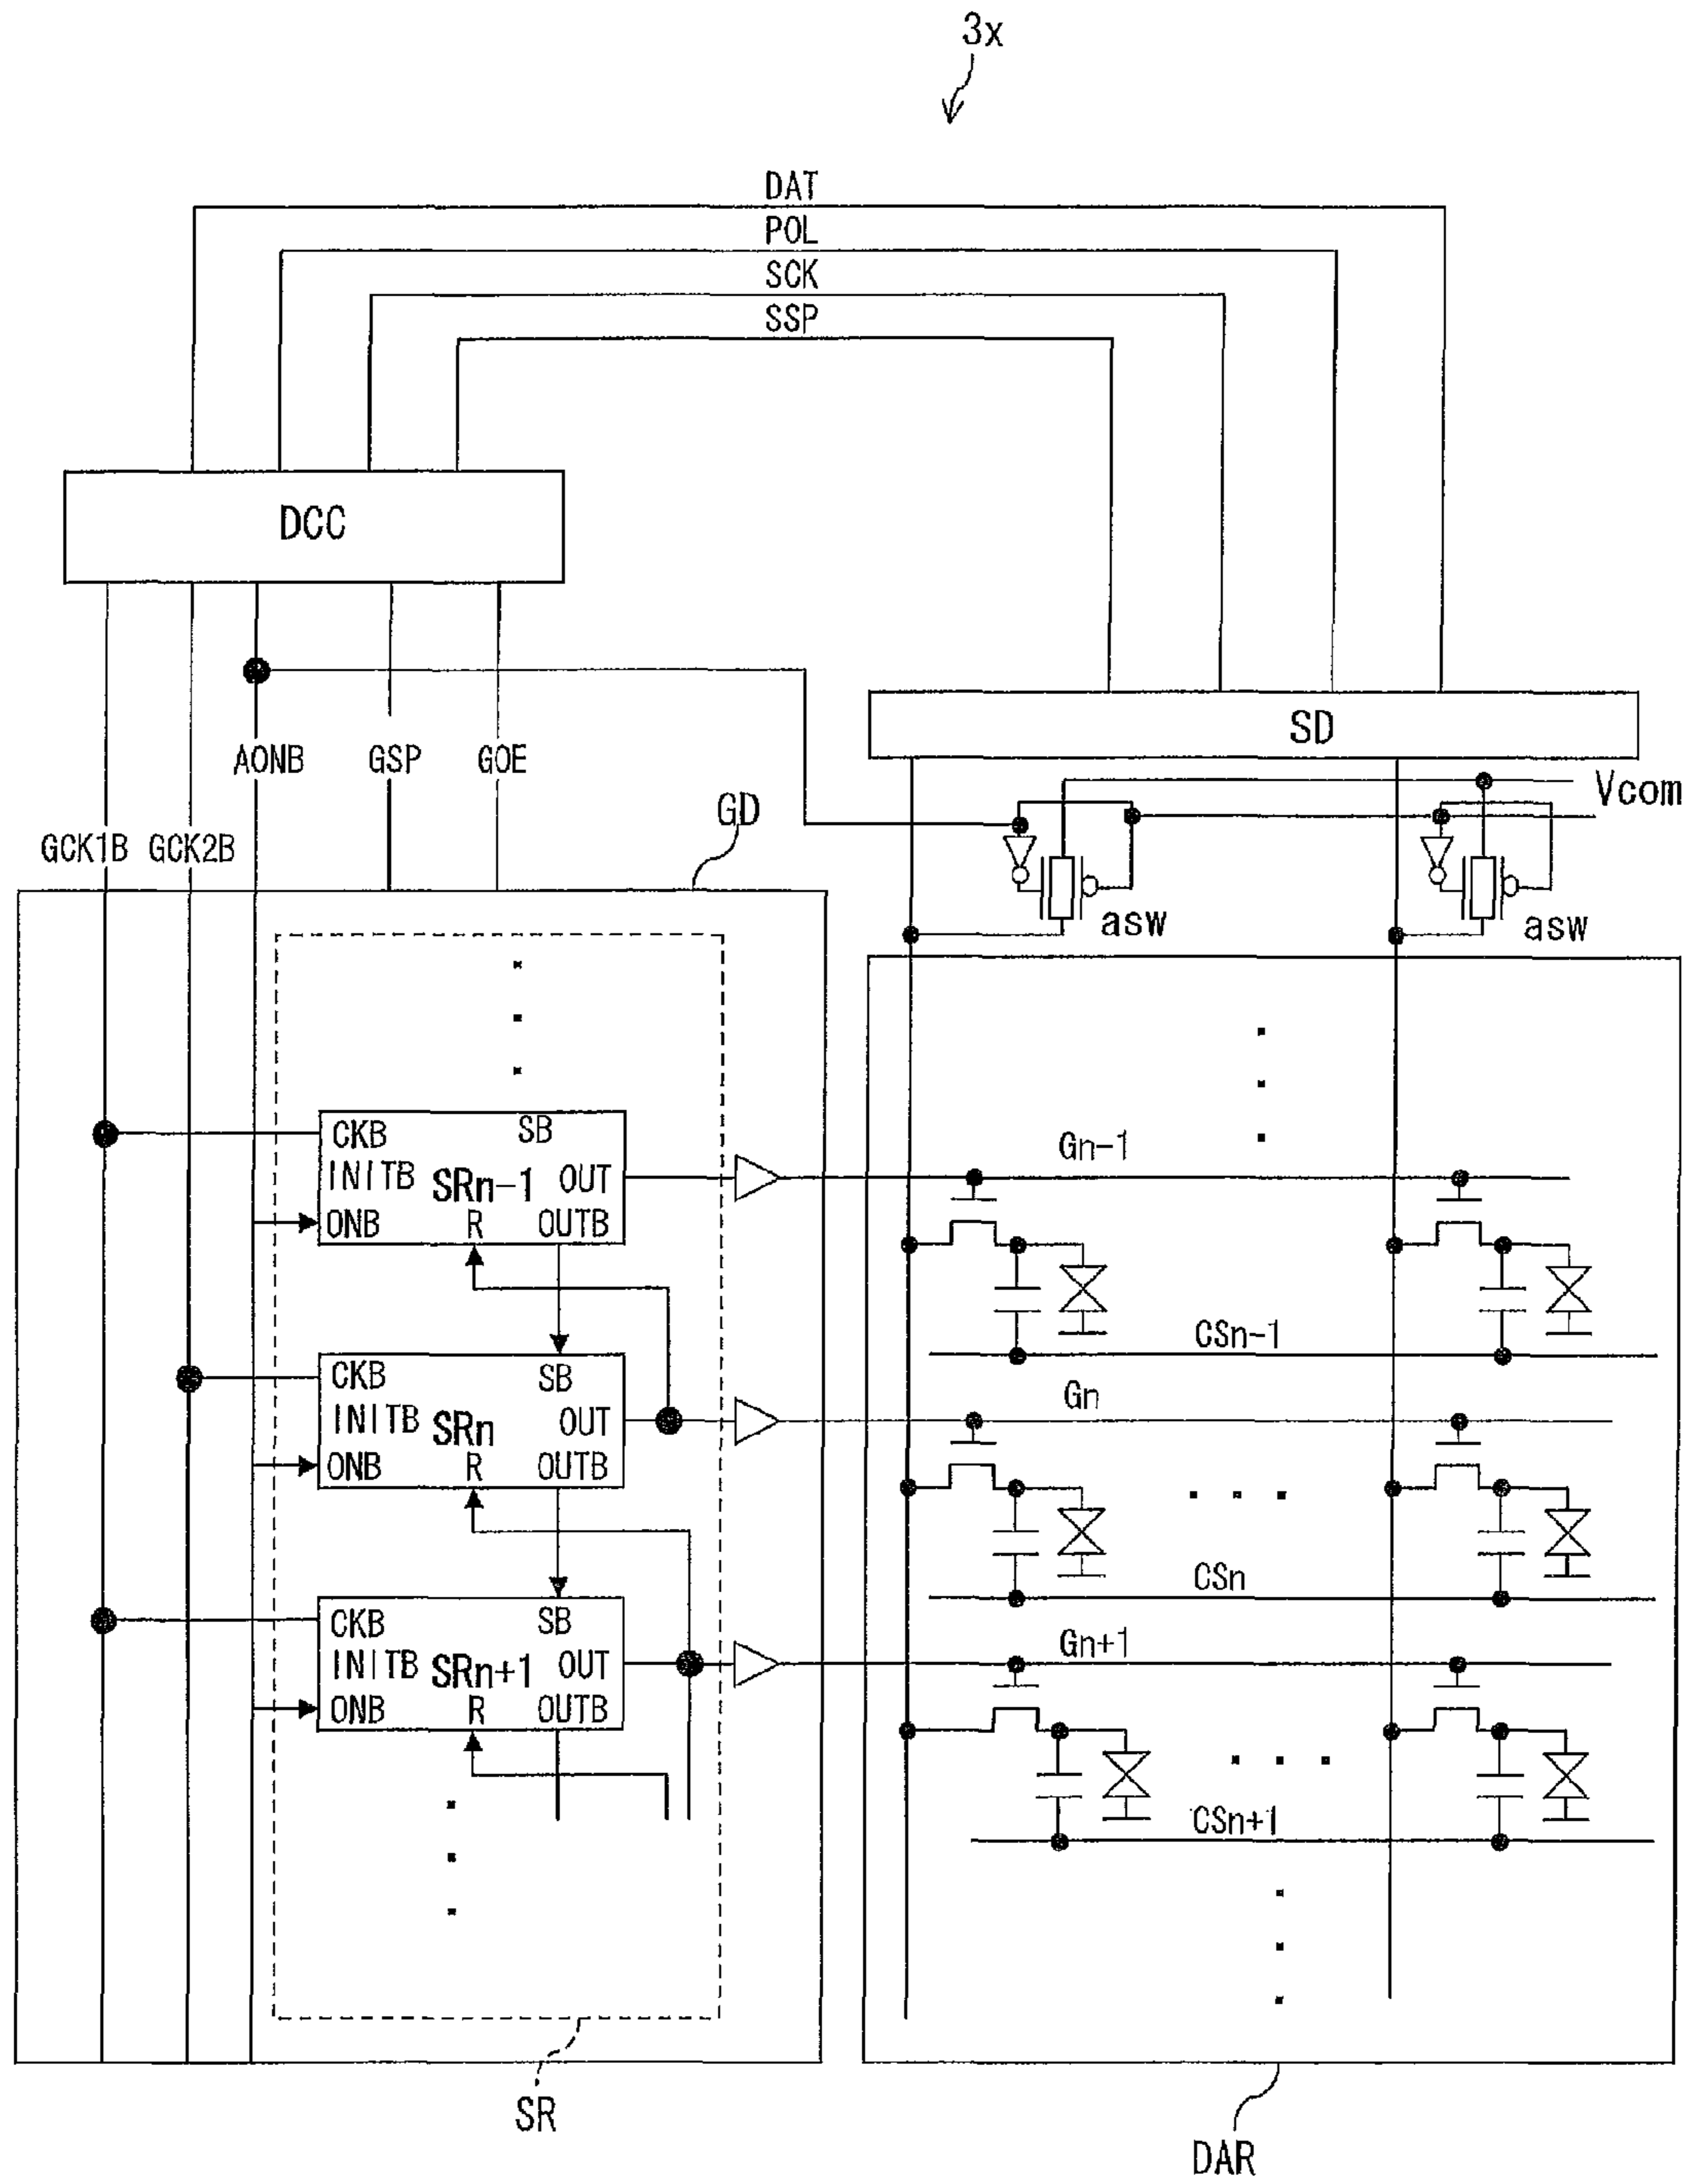 3x
DAT
POL
SCK
SSP
DCC
SD
AONB GSP GOE
Vcom
GD
GCK1B GCK2B
asw
asw
CKB SB
INITB SRn-1 OUT
ONB R OUTB
Gn-1
CSn-1
CKB SB
INITB SRn OUT
ONB R OUTB
Gn
CSn
CKB SB
INITB SRn+1 OUT
ONB R OUTB
Gn+1
CSn+1
SR
DAR